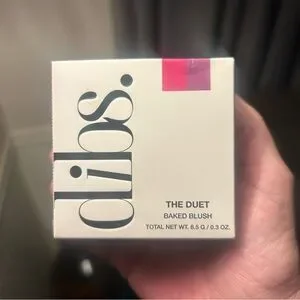 dibs.
THE DUET
BAKED BLUSH
TOTAL NET WT. 8.5 G / 0.3 OZ.